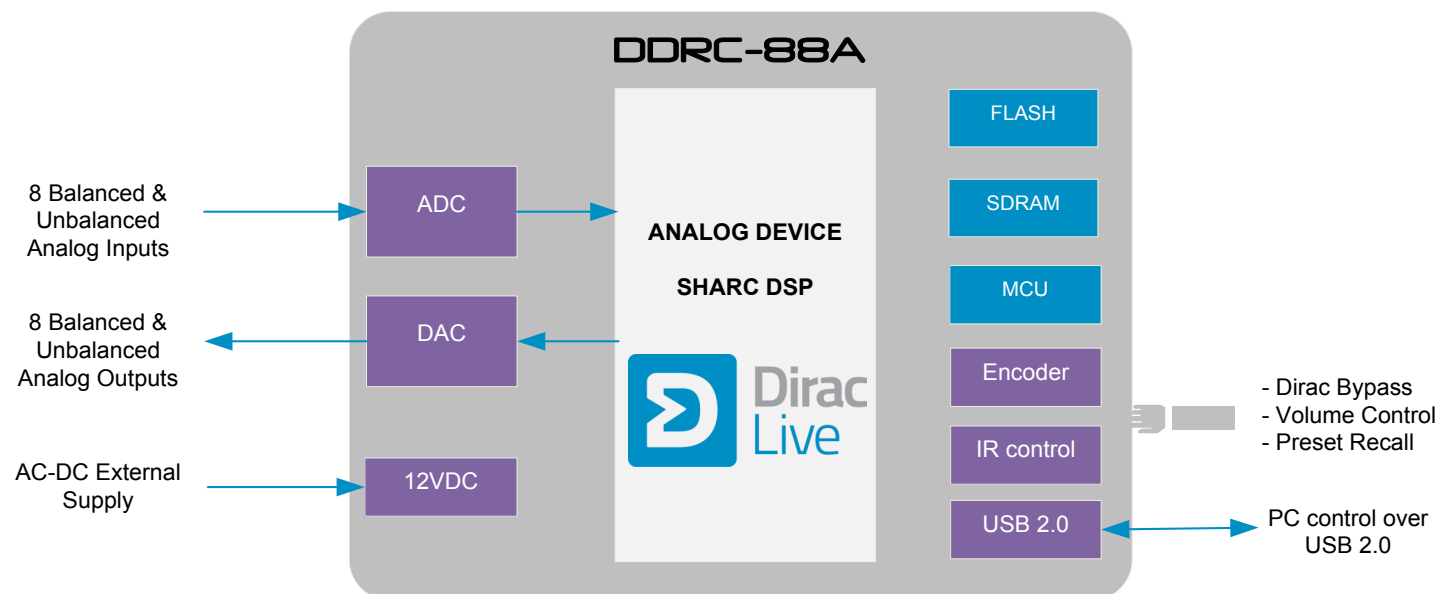 DDRC-88A
8 Balanced &
Unbalanced
Analog Inputs
ADC
8 Balanced &
Unbalanced
Analog Outputs
DAC
AC-DC External
Supply
12VDC
ANALOG DEVICE
SHARC DSP
Dirac
Live
FLASH
SDRAM
MCU
Encoder
IR control
USB 2.0
- Dirac Bypass
- Volume Control
- Preset Recall
PC control over
USB 2.0